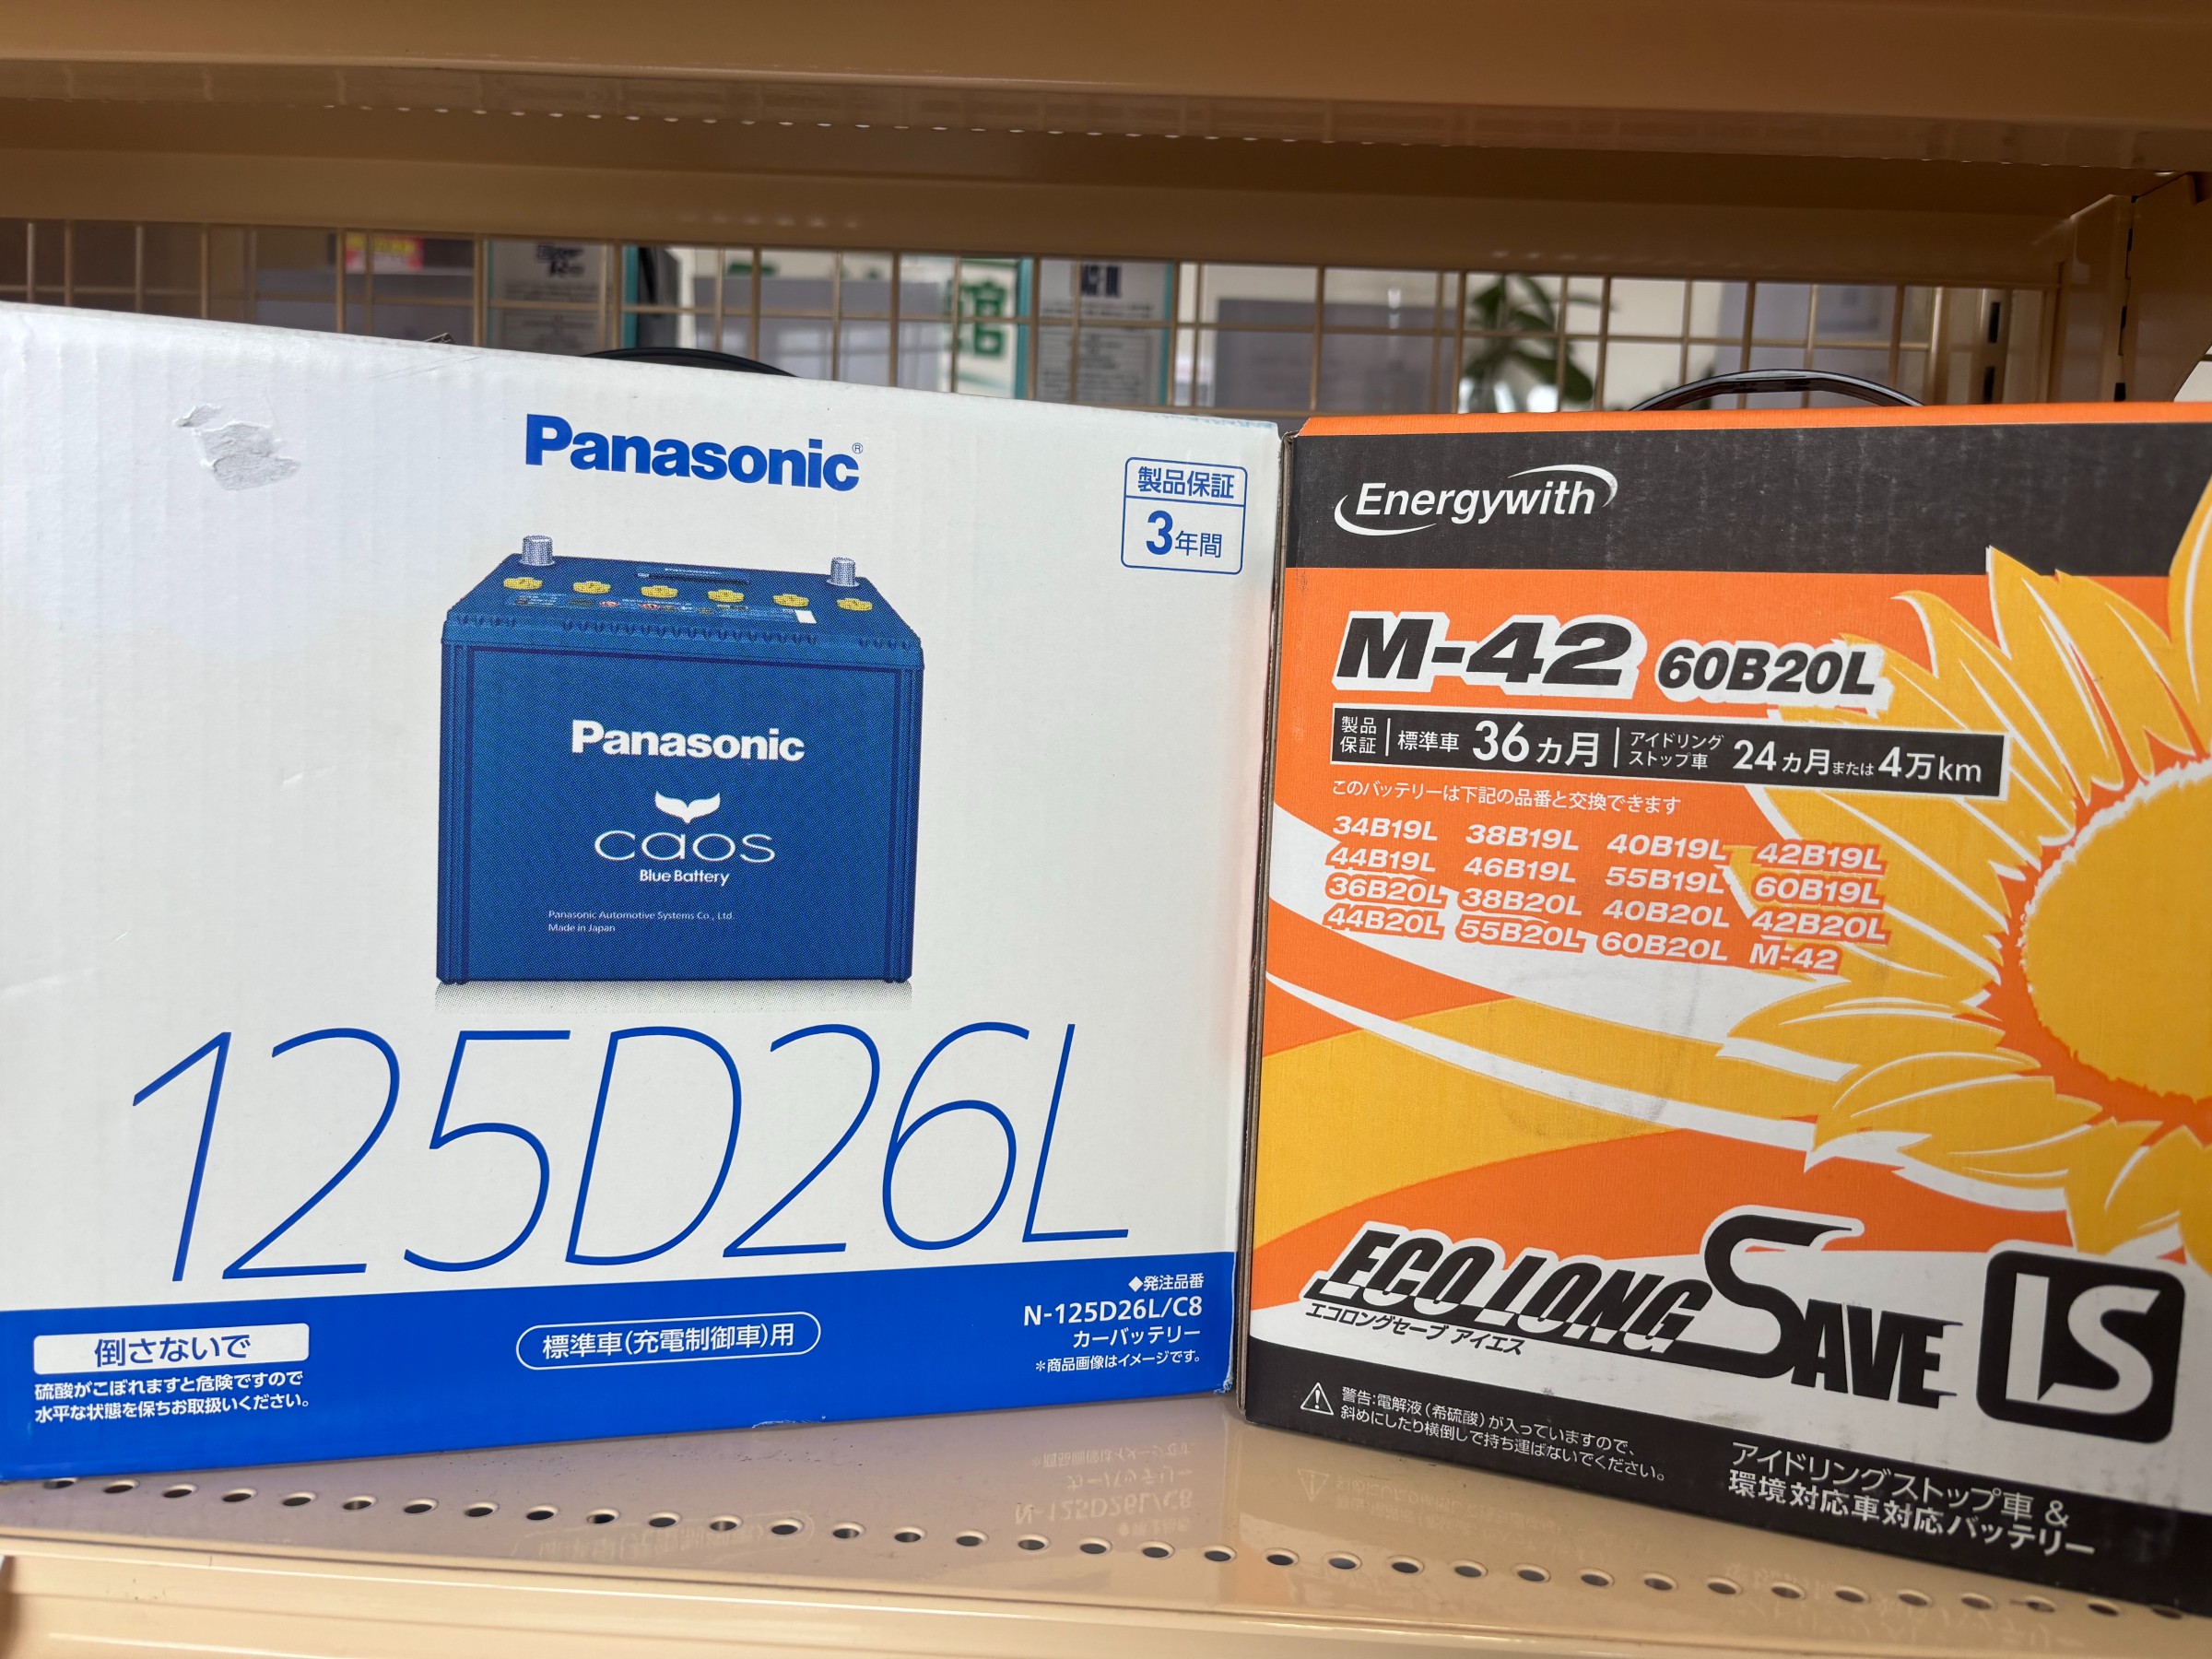 Panasonic®
製品保証
3年間
Panasonic
Panasonic
caos
Blue Battery
Panasonic Automotive Systems Co., Ltd.
Made in Japan
125D26L
倒さないで
硫酸がこぼれますと危険ですので
水平な状態を保ちお取扱いください。
標準車(充電制御車)用
◆発注品番
N-125D26L/C8
カーバッテリー
*商品画像はイメージです。
Energywith
M-42 60B20L
製品保証 標準車 36カ月 アイドリングストップ車 24カ月または4万km
このバッテリーは下記の品番と交換できます
34B19L 38B19L 40B19L 42B19L
44B19L 46B19L 55B19L 60B19L
36B20L 38B20L 40B20L 42B20L
44B20L 55B20L 60B20L M-42
ECO LONG SAVE IS
エコロングセーブ アイエス
警告:電解液(希硫酸)が入っていますので、
斜めにしたり横倒しで持ち運ばないでください。
アイドリングストップ車 &
環境対応車対応バッテリー
館